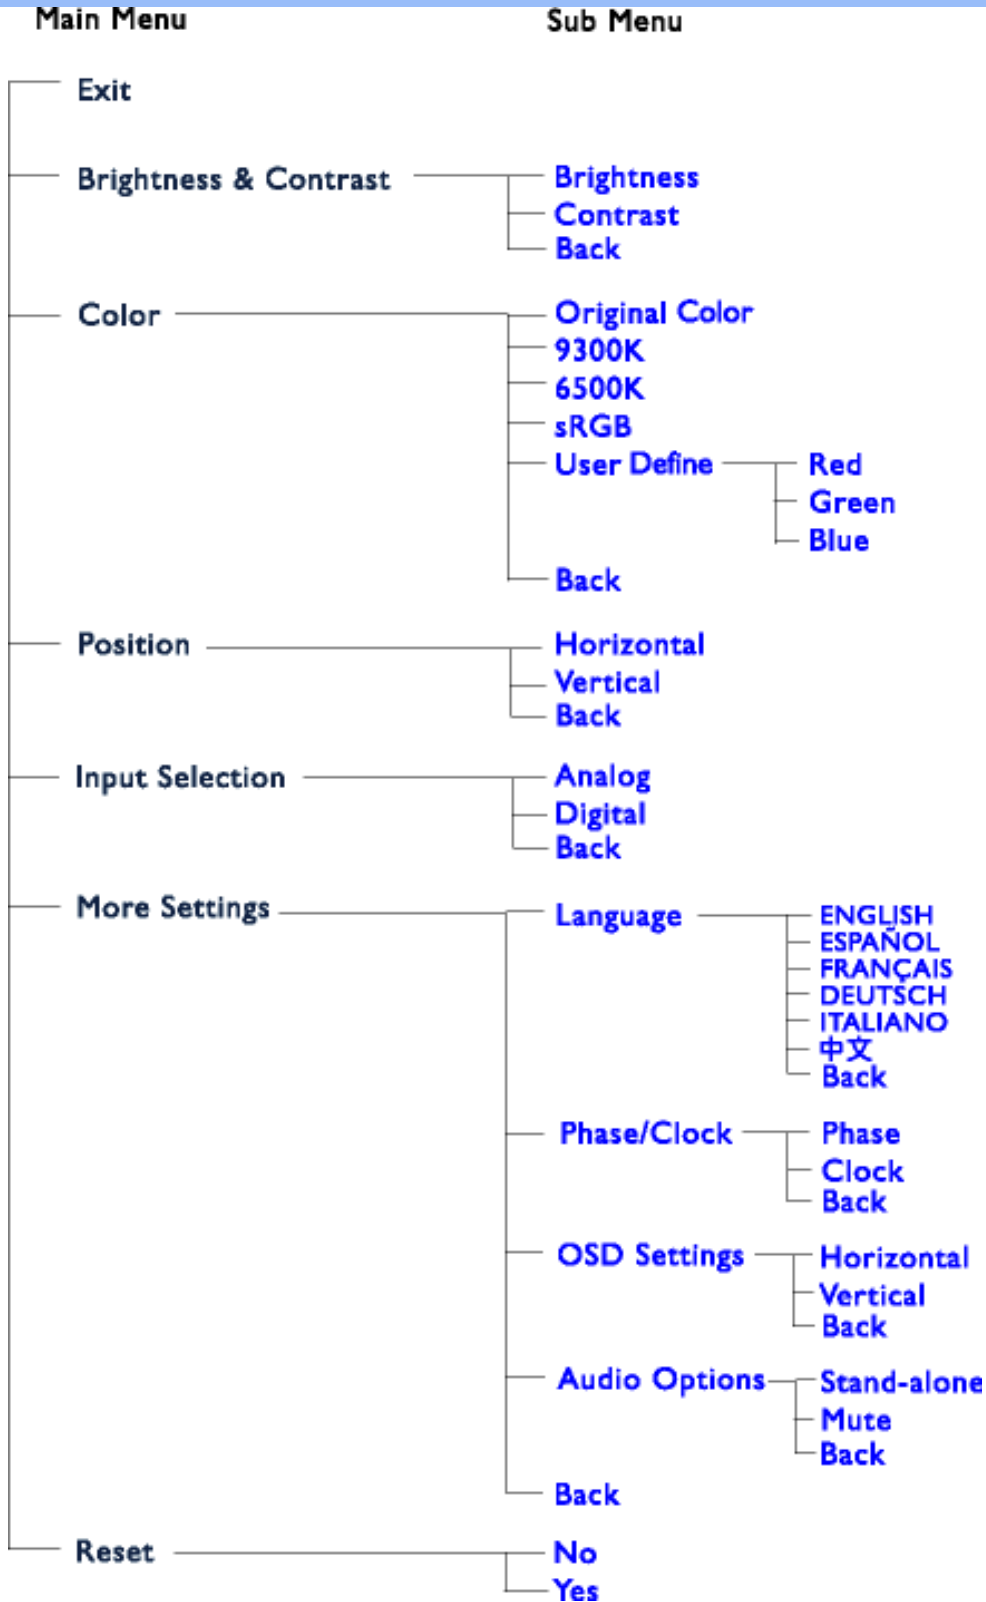 Main Menu Sub Menu
Exit
Brightness & Contrast Brightness
Contrast
Back
Color Original Color
9300K
6500K
sRGB
User Define Red
Green
Blue
Back
Position Horizontal
Vertical
Back
Input Selection Analog
Digital
Back
More Settings Language ENGLISH
ESPAÑOL
FRANÇAIS
DEUTSCH
ITALIANO
中文
Back
Phase/Clock Phase
Clock
Back
OSD Settings Horizontal
Vertical
Back
Audio Options Stand-alone
Mute
Back
Back
Reset No
Yes